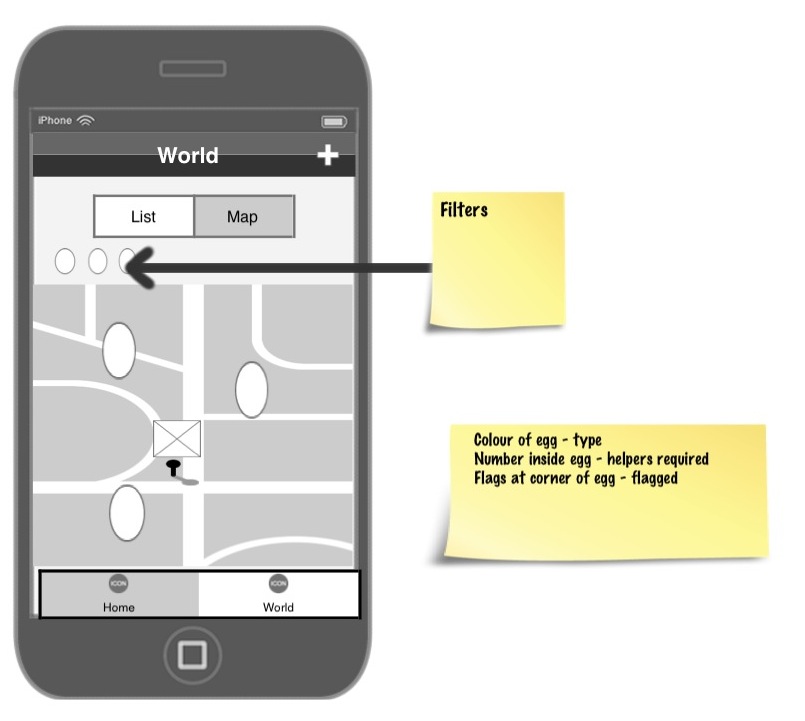 iPhone
World
List Map
Filters
Colour of egg - type
Number inside egg - helpers required
Flags at corner of egg - flagged
ICON ICON
Home World